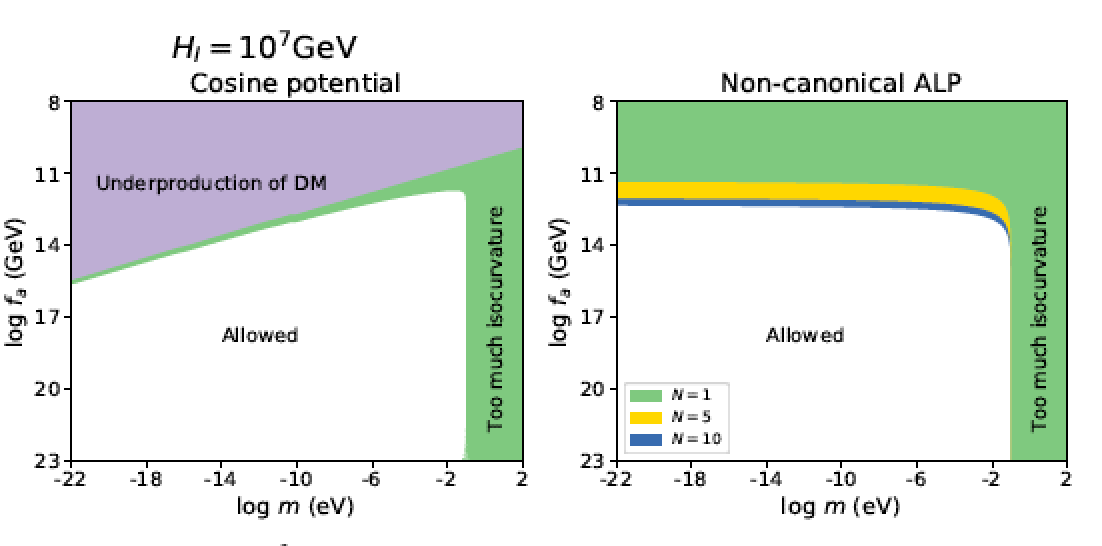 H_I = 10^7GeV
Cosine potential
Non-canonical ALP
8
11
14
17
20
23
log f_a (GeV)
Underproduction of DM
Allowed
Too much isocurvature
-22
-18
-14
-10
-6
-2
2
log m (eV)
8
11
14
17
20
23
log f_a (GeV)
Allowed
Too much isocurvature
N = 1
N = 5
N = 10
-22
-18
-14
-10
-6
-2
2
log m (eV)